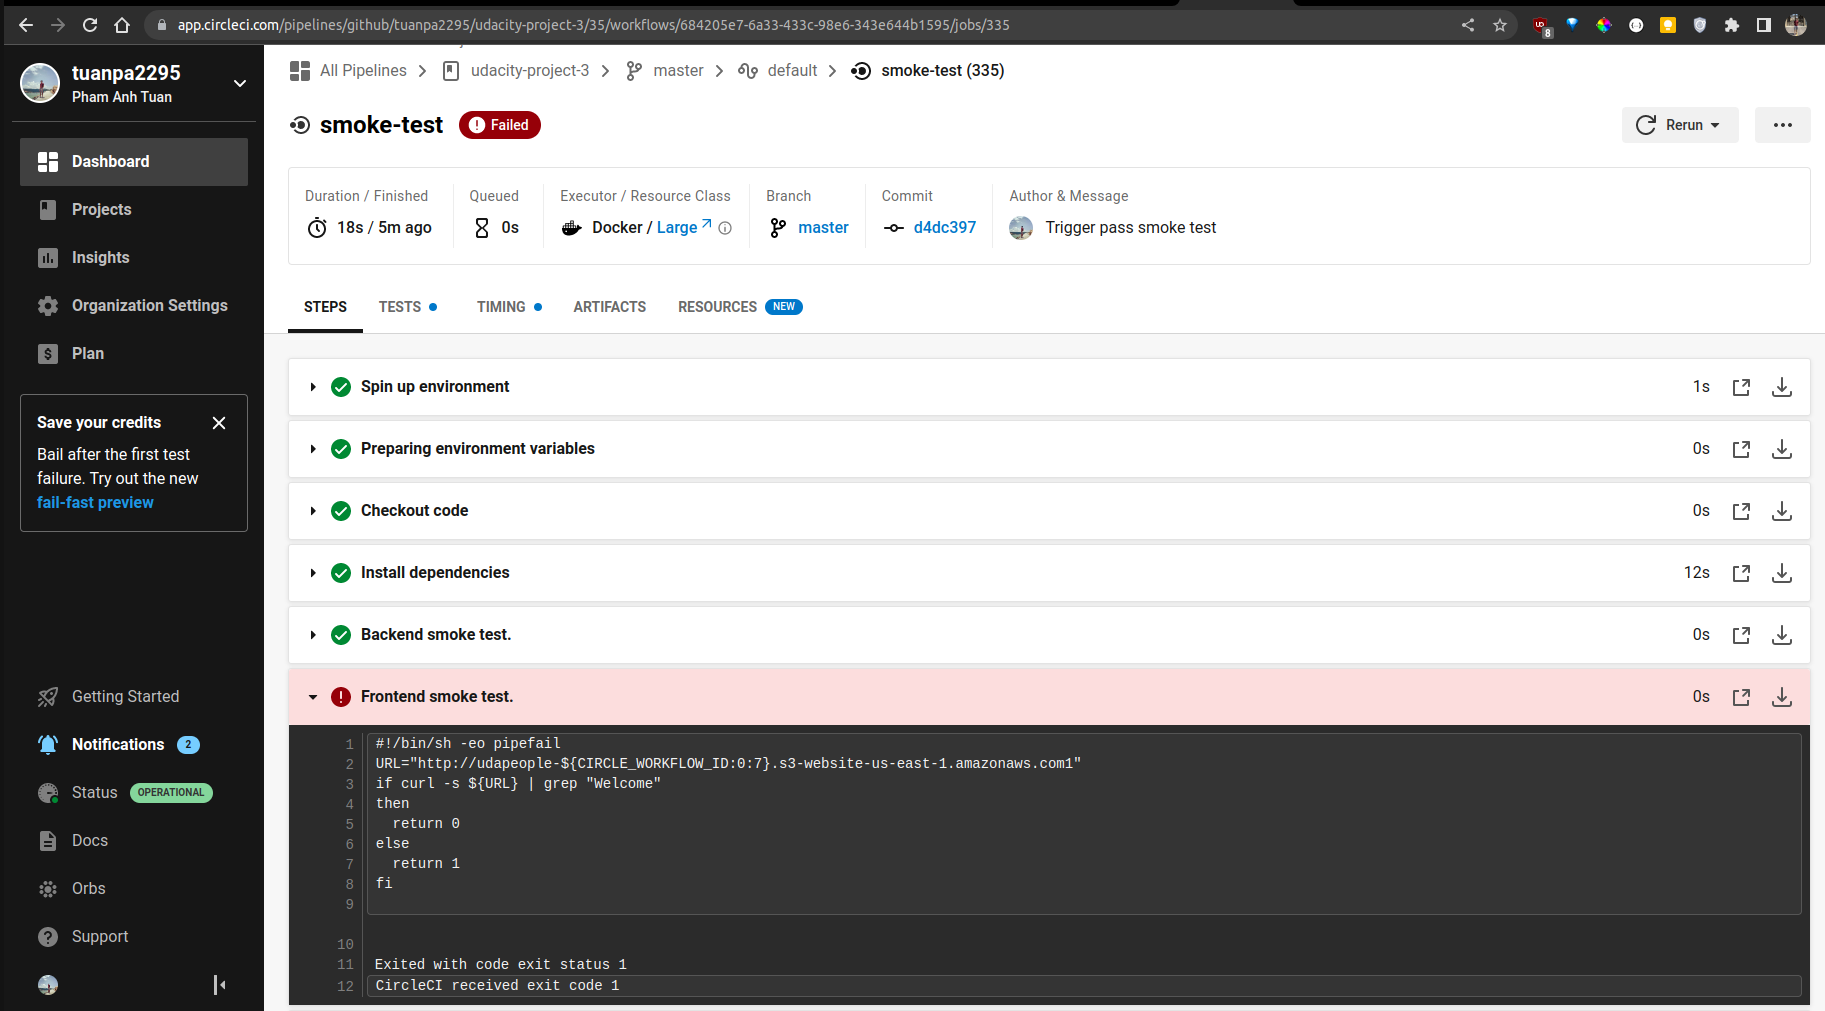 app.circleci.com/pipelines/github/tuanpa2295/udacity-project-3/35/workflows/684205e7-6a33-433c-98e6-343e644b1595/jobs/335
8
tuanpa2295
Pham Anh Tuan
Dashboard
Projects
Insights
Organization Settings
Plan
Save your credits
Bail after the first test
failure. Try out the new
fail-fast preview
Getting Started
Notifications 2
Status OPERATIONAL
Docs
Orbs
Support
All Pipelines udacity-project-3 master default smoke-test (335)
smoke-test Failed
Rerun
Duration / Finished
18s / 5m ago
Queued
0s
Executor / Resource Class
Docker / Large
Branch
master
Commit
d4dc397
Author & Message
Trigger pass smoke test
STEPS TESTS TIMING ARTIFACTS RESOURCES NEW
Spin up environment 1s
Preparing environment variables 0s
Checkout code 0s
Install dependencies 12s
Backend smoke test. 0s
Frontend smoke test. 0s
1 #!/bin/sh -eo pipefail
2 URL="http://udapeople-${CIRCLE_WORKFLOW_ID:0:7}.s3-website-us-east-1.amazonaws.com1"
3 if curl -s ${URL} | grep "Welcome"
4 then
5   return 0
6 else
7   return 1
8 fi
9
10
11 Exited with code exit status 1
12 CircleCI received exit code 1